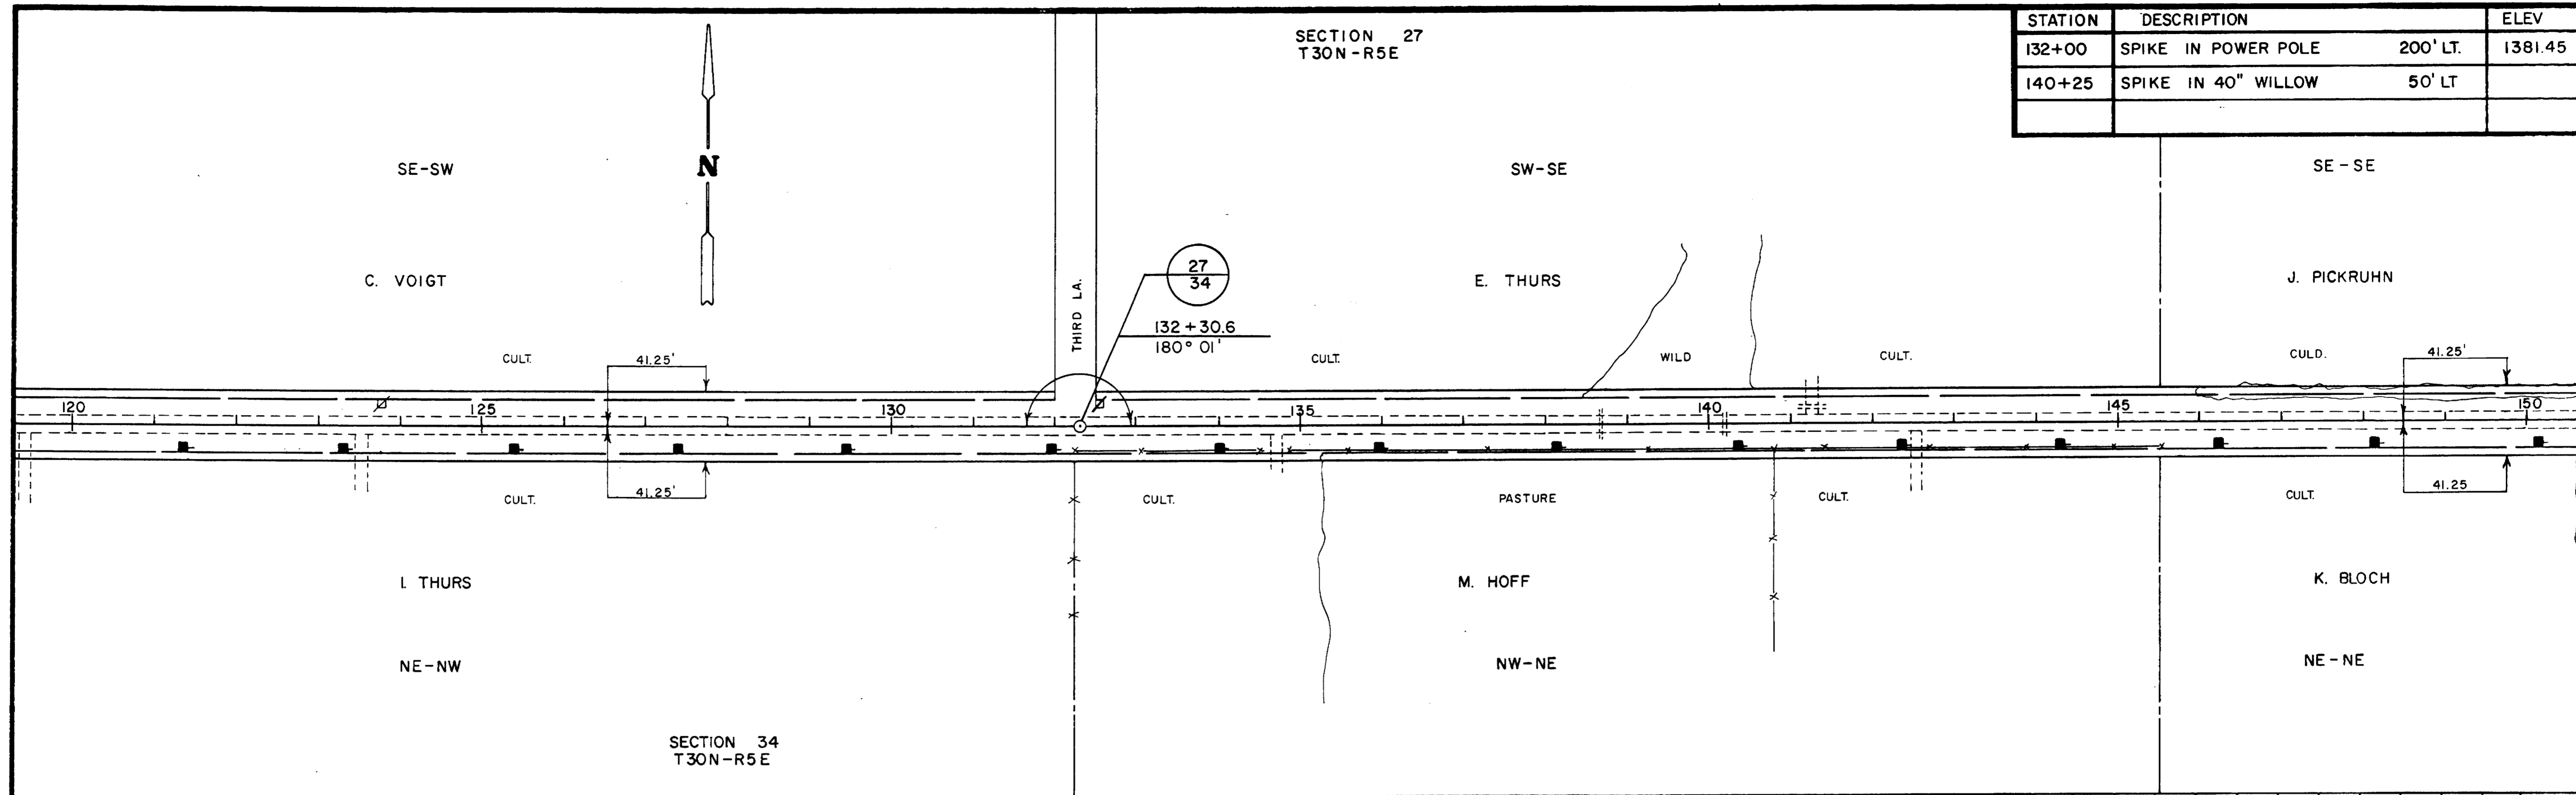 SECTION 27
T30N-R5E
STATION DESCRIPTION ELEV
132+00 SPIKE IN POWER POLE 200' LT. 1381.45
140+25 SPIKE IN 40" WILLOW 50' LT
SE-SW
N
SW-SE
SE-SE
C. VOIGT
THIRD LA.
27
34
E. THURS
J. PICKRUHN
132+30.6
180° 01'
CULT.
41.25'
CULT.
WILD
CULT.
CULD.
41.25'
120
125
130
135
140
145
150
CULT.
41.25'
CULT.
PASTURE
CULT.
CULT.
41.25
I. THURS
M. HOFF
K. BLOCH
NE-NW
NW-NE
NE-NE
SECTION 34
T30N-R5E